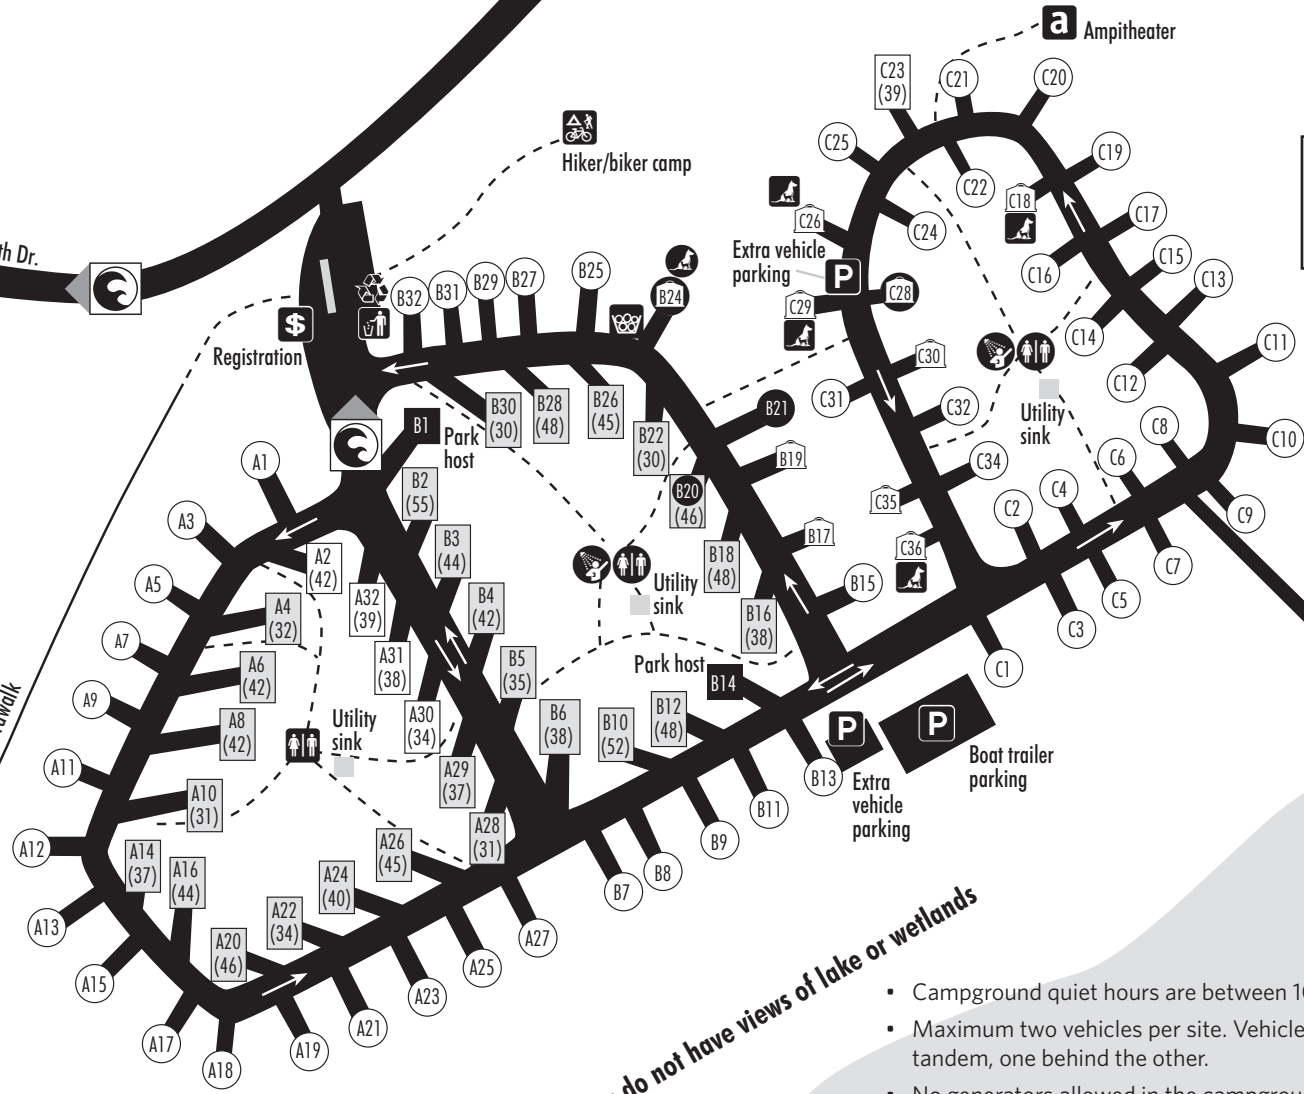 a Ampitheater
C23
(39)
C21
C20
C25
C19
C22
C18
C26
C24
C17
C16
C15
C13
Hiker/biker camp
th Dr.
Extra vehicle
parking
P
C29
C28
C14
C11
C12
C30
C31
C32
Utility
sink
C10
C8
C6
C34
C4
C35
C2
C9
C36
C7
C5
C3
C1
$
Registration
B32
B31
B29
B27
B25
B24
B30
(30)
B28
(48)
B26
(45)
B22
(30)
B21
B1
Park
host
B19
B20
(46)
B17
B2
(55)
B3
(44)
B18
(48)
B15
B4
(42)
B16
(38)
Utility
sink
B5
(35)
Park host
B14
B6
(38)
B10
(52)
B12
(48)
P
P
Boat trailer
parking
B13
Extra
vehicle
parking
B11
B9
B8
B7
A1
A3
A2
(42)
A5
A4
(32)
A32
(39)
A7
A6
(42)
A31
(38)
A9
A8
(42)
A30
(34)
Utility
sink
A11
A10
(31)
A29
(37)
A12
A14
(37)
A16
(44)
A28
(31)
A26
(45)
A24
(40)
A22
(34)
A20
(46)
A13
A15
A17
A18
A19
A21
A23
A25
A27
do not have views of lake or wetlands
• Campground quiet hours are between 10
• Maximum two vehicles per site. Vehicle
tandem, one behind the other.
• No generators allowed in the campgrou